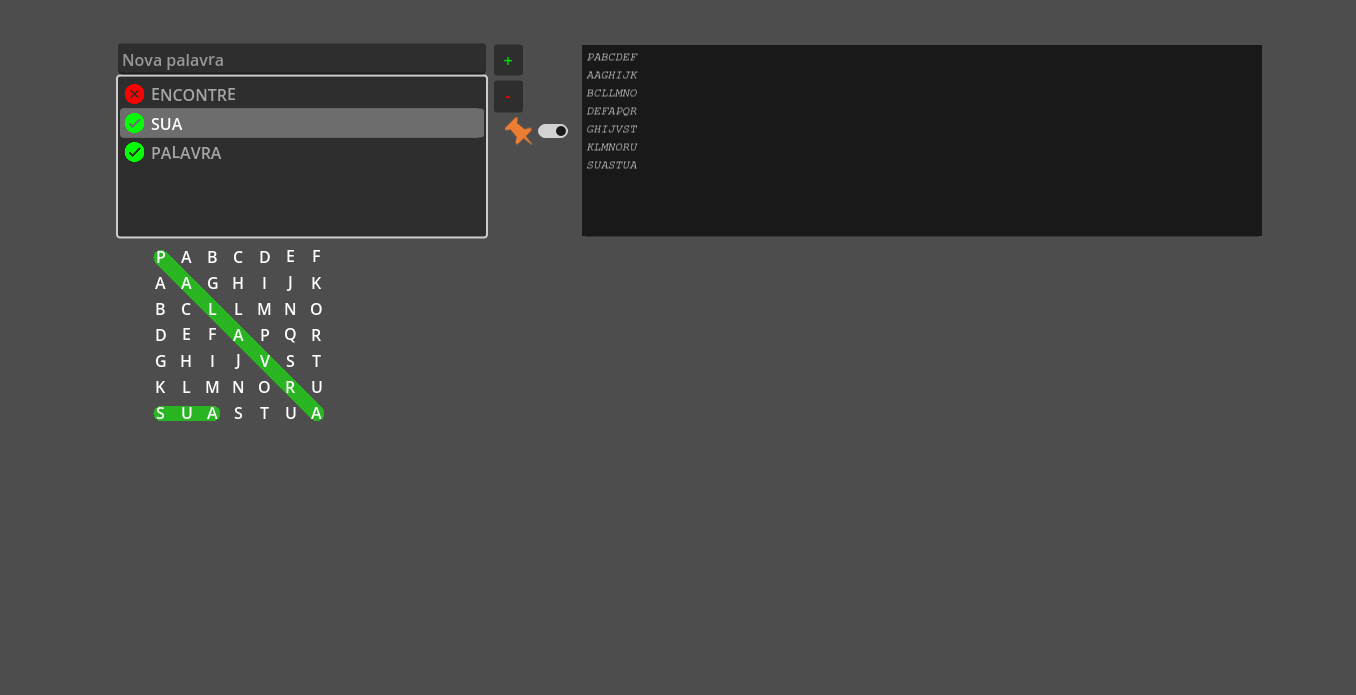 Nova palavra
+
-
ENCONTRE
SUA
PALAVRA
PABCDEF
AAGHIJK
BCLLMNO
DEFAPQR
GHIJVST
KLMNORU
SUASTUA
P A B C D E F
A A G H I J K
B C L L M N O
D E F A P Q R
G H I J V S T
K L M N O R U
S U A S T U A